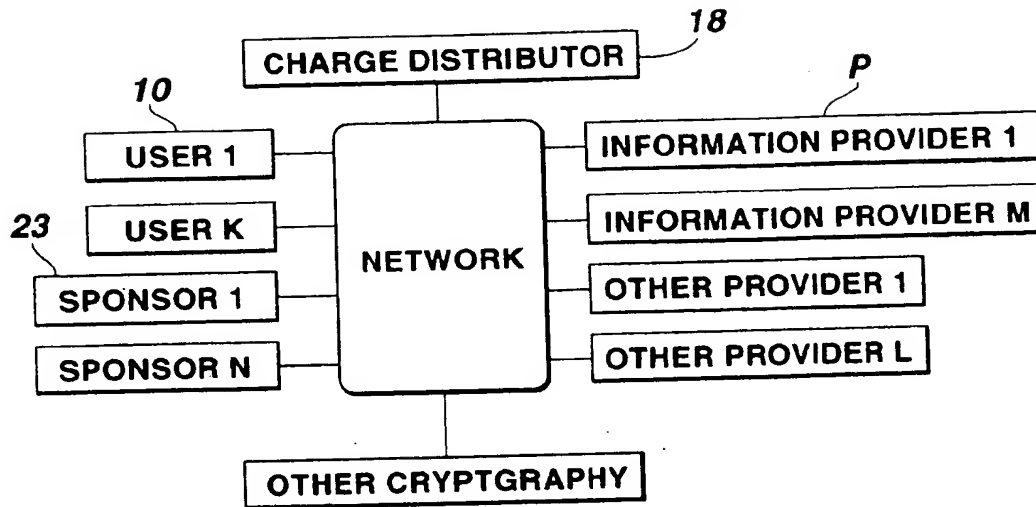 18
CHARGE DISTRIBUTOR
10
P
USER 1
INFORMATION PROVIDER 1
23
USER K
INFORMATION PROVIDER M
NETWORK
SPONSOR 1
OTHER PROVIDER 1
SPONSOR N
OTHER PROVIDER L
OTHER CRYPTGRAPHY